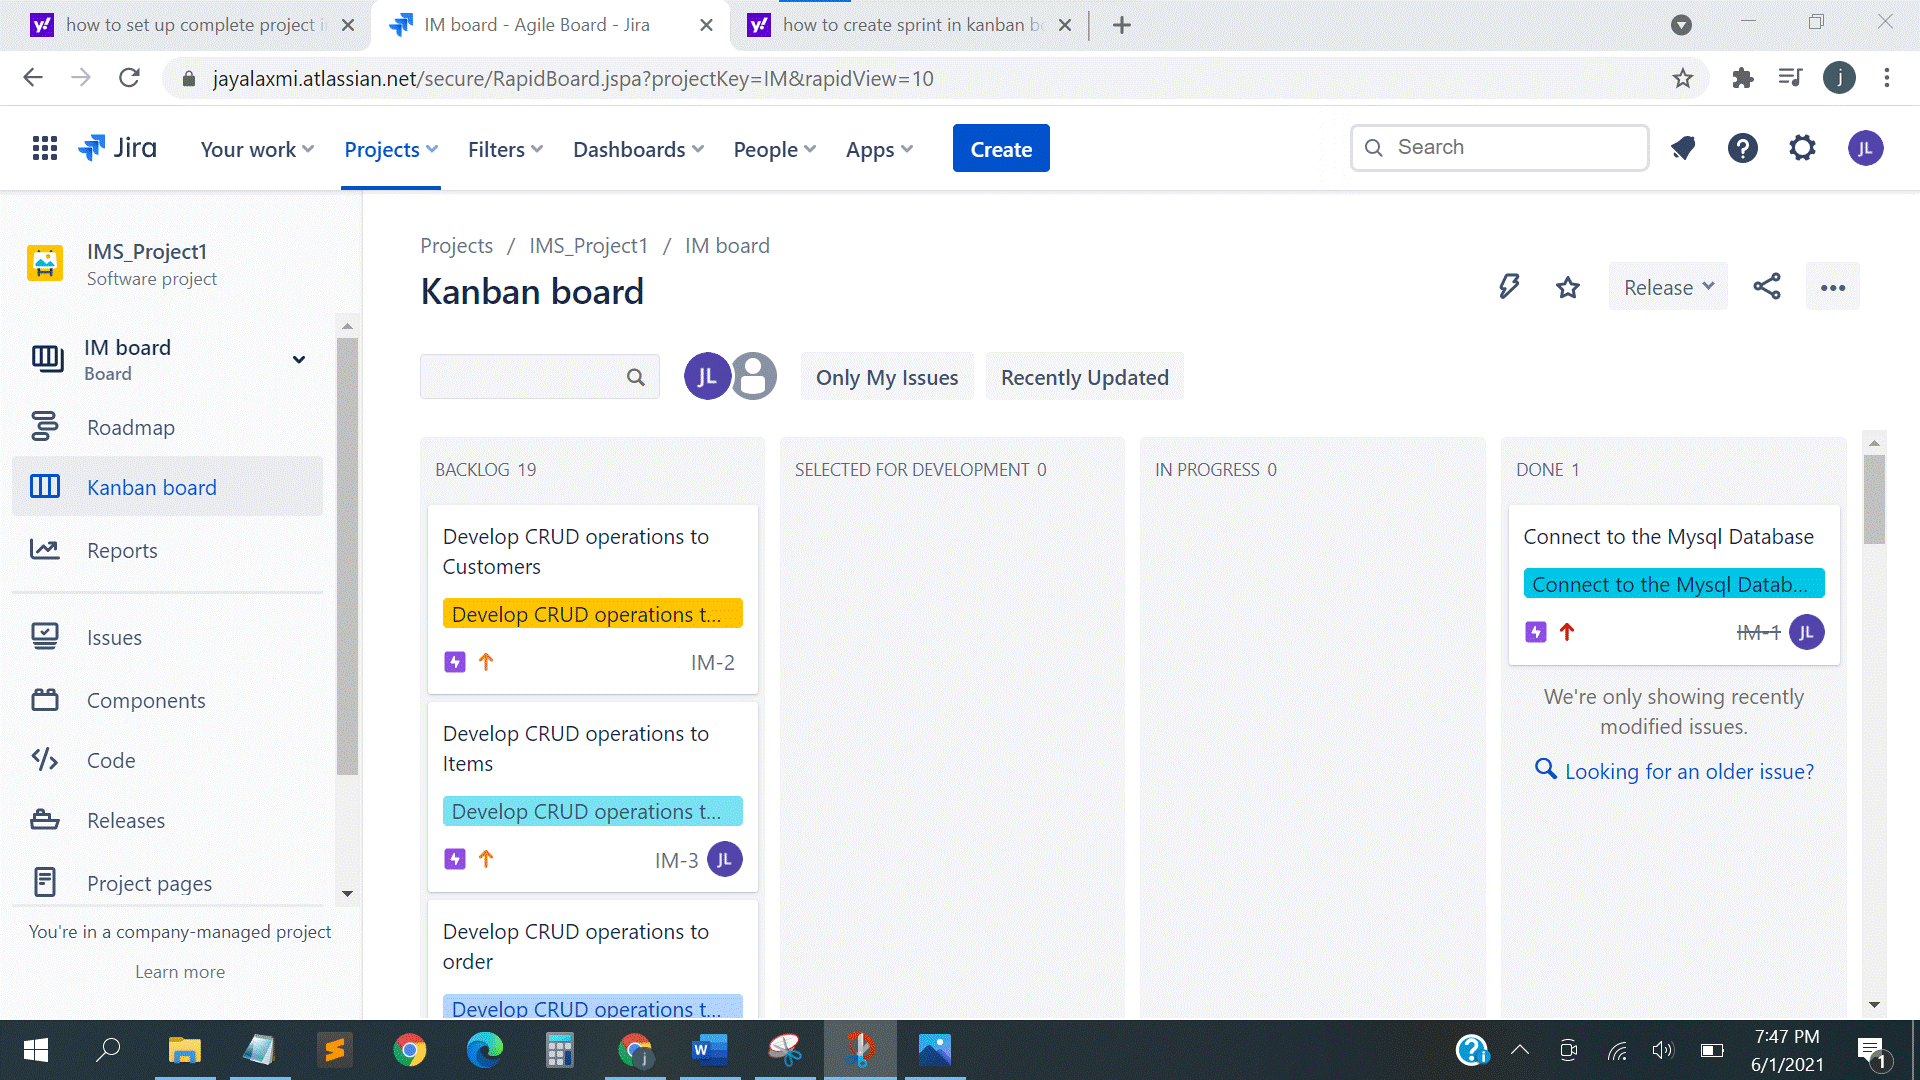 how to set up complete project i
IM board - Agile Board - Jira
how to create sprint in kanban b
jayalaxmi.atlassian.net/secure/RapidBoard.jspa?projectKey=IM&rapidView=10
j
Jira
Your work
Projects
Filters
Dashboards
People
Apps
Create
Search
JL
IMS_Project1
Software project
IM board
Board
Roadmap
Kanban board
Reports
Issues
Components
Code
Releases
Project pages
You're in a company-managed project
Learn more
Projects / IMS_Project1 / IM board
Kanban board
Release
JL
Only My Issues
Recently Updated
BACKLOG 19
Develop CRUD operations to
Customers
Develop CRUD operations t...
IM-2
Develop CRUD operations to
Items
Develop CRUD operations t...
IM-3 JL
Develop CRUD operations to
order
Develop CRUD operations t...
SELECTED FOR DEVELOPMENT 0
IN PROGRESS 0
DONE 1
Connect to the Mysql Database
Connect to the Mysql Datab...
IM-1 JL
We're only showing recently
modified issues.
Looking for an older issue?
7:47 PM
6/1/2021
1